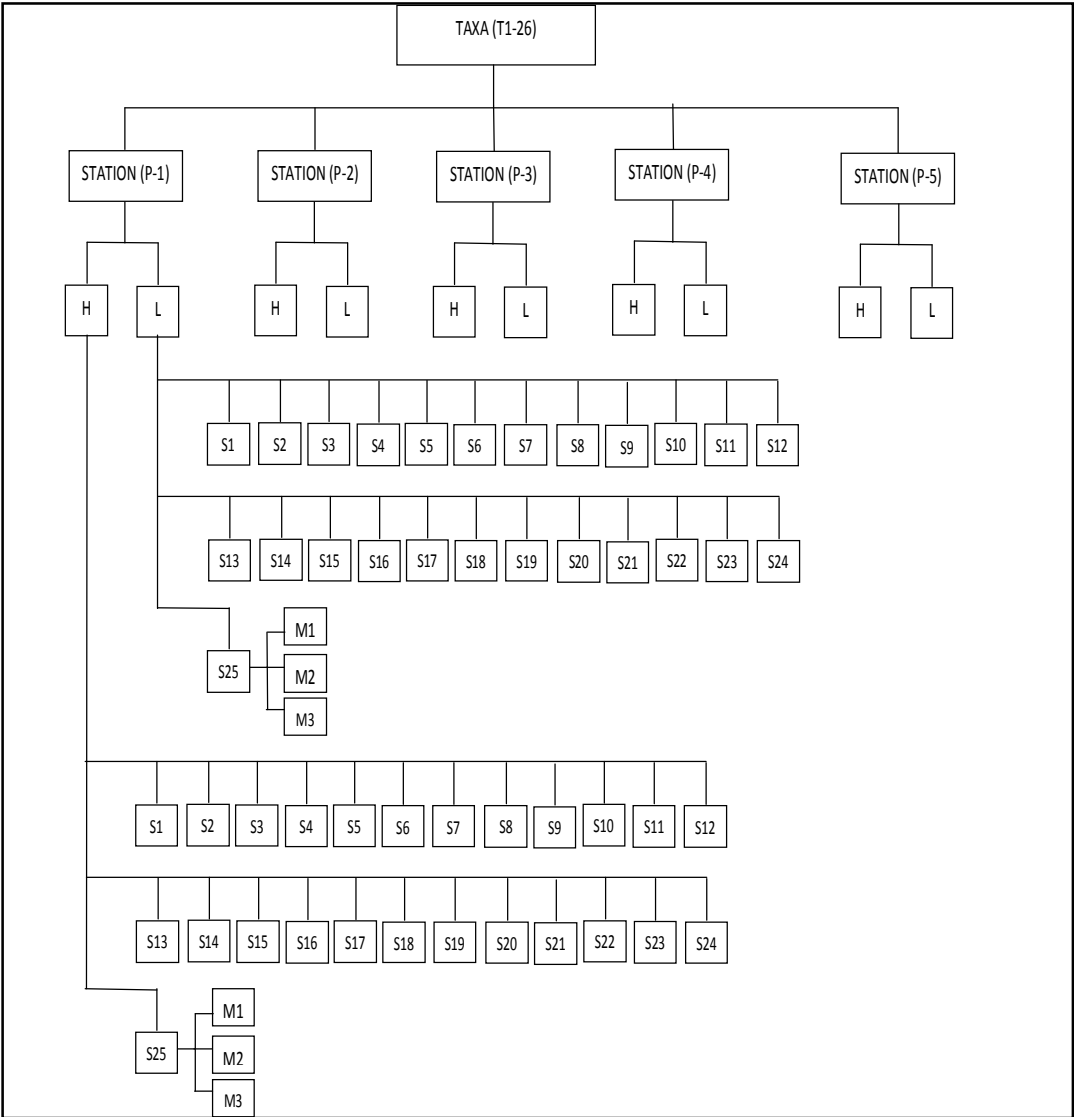 TAXA (T1-26)
STATION (P-1) STATION (P-2) STATION (P-3) STATION (P-4) STATION (P-5)
H L H L H L H L H L
S1 S2 S3 S4 S5 S6 S7 S8 S9 S10 S11 S12
S13 S14 S15 S16 S17 S18 S19 S20 S21 S22 S23 S24
M1
S25 M2
M3
S1 S2 S3 S4 S5 S6 S7 S8 S9 S10 S11 S12
S13 S14 S15 S16 S17 S18 S19 S20 S21 S22 S23 S24
M1
S25 M2
M3